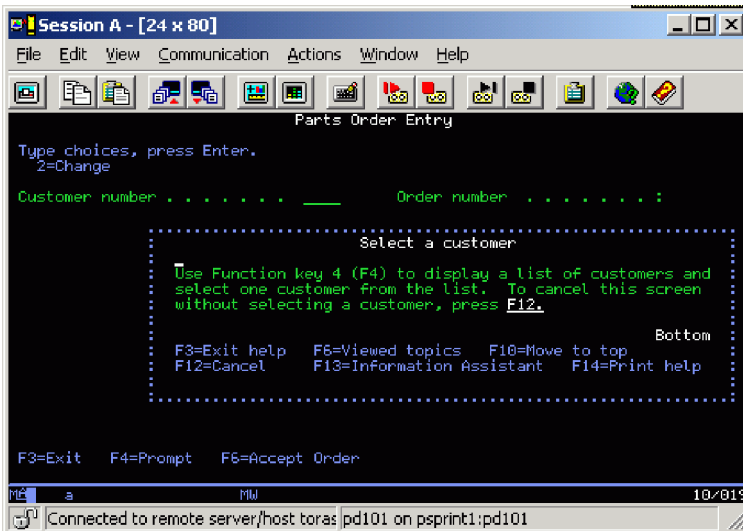 Session A - [24 x 80]
File Edit View Communication Actions Window Help
Parts Order Entry
Type choices, press Enter.
2=Change
Customer number . . . . . . . ____ Order number . . . . . . . :
Select a customer
Use Function key 4 (F4) to display a list of customers and
select one customer from the list. To cancel this screen
without selecting a customer, press F12.
Bottom
F3=Exit help F6=Viewed topics F10=Move to top
F12=Cancel F13=Information Assistant F14=Print help
F3=Exit F4=Prompt F6=Accept Order
a MW 10/019
Connected to remote server/host toras pd101 on psprint1:pd101